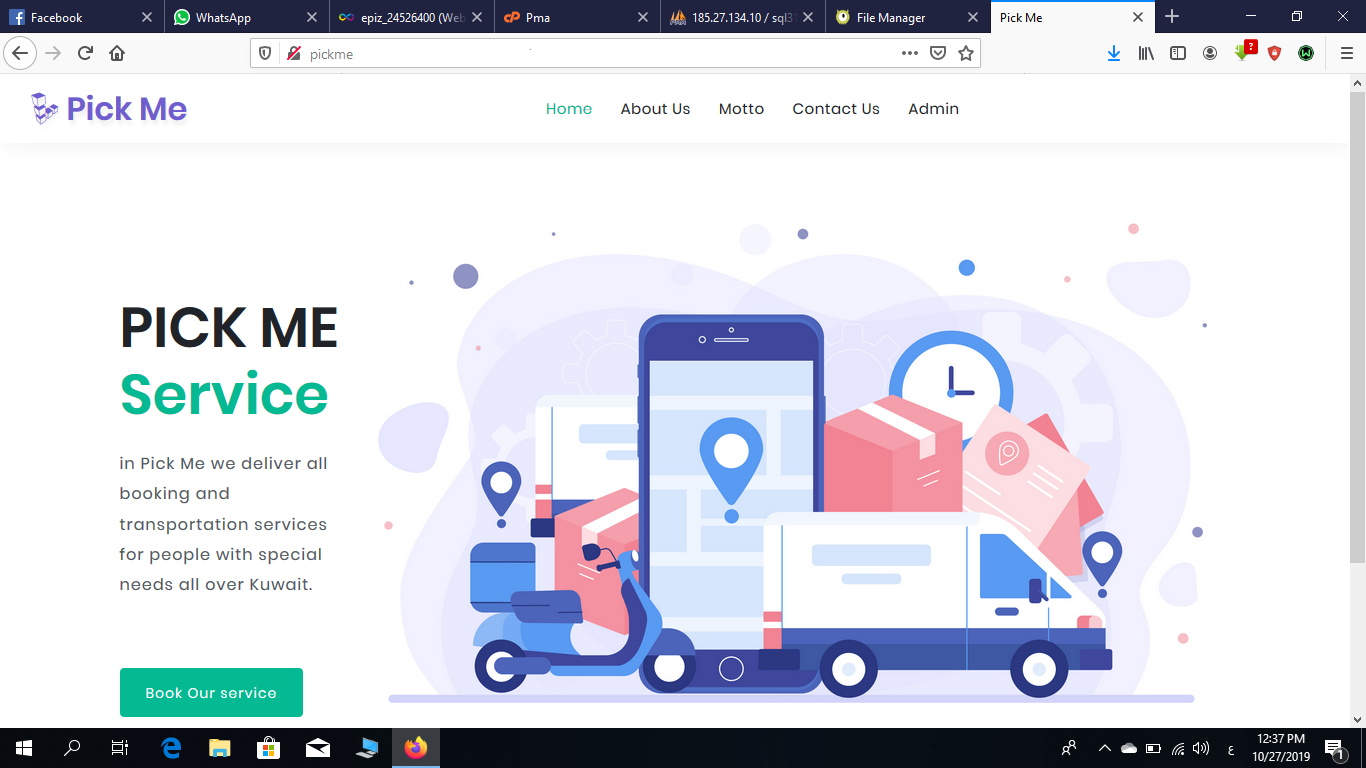 Facebook
WhatsApp
epiz_24526400 (Web
Pma
185.27.134.10 / sql31
File Manager
Pick Me
pickme
?
Pick Me
Home
About Us
Motto
Contact Us
Admin
PICK ME
Service
in Pick Me we deliver all
booking and
transportation services
for people with special
needs all over Kuwait.
Book Our service
ع
12:37 PM
10/27/2019
1